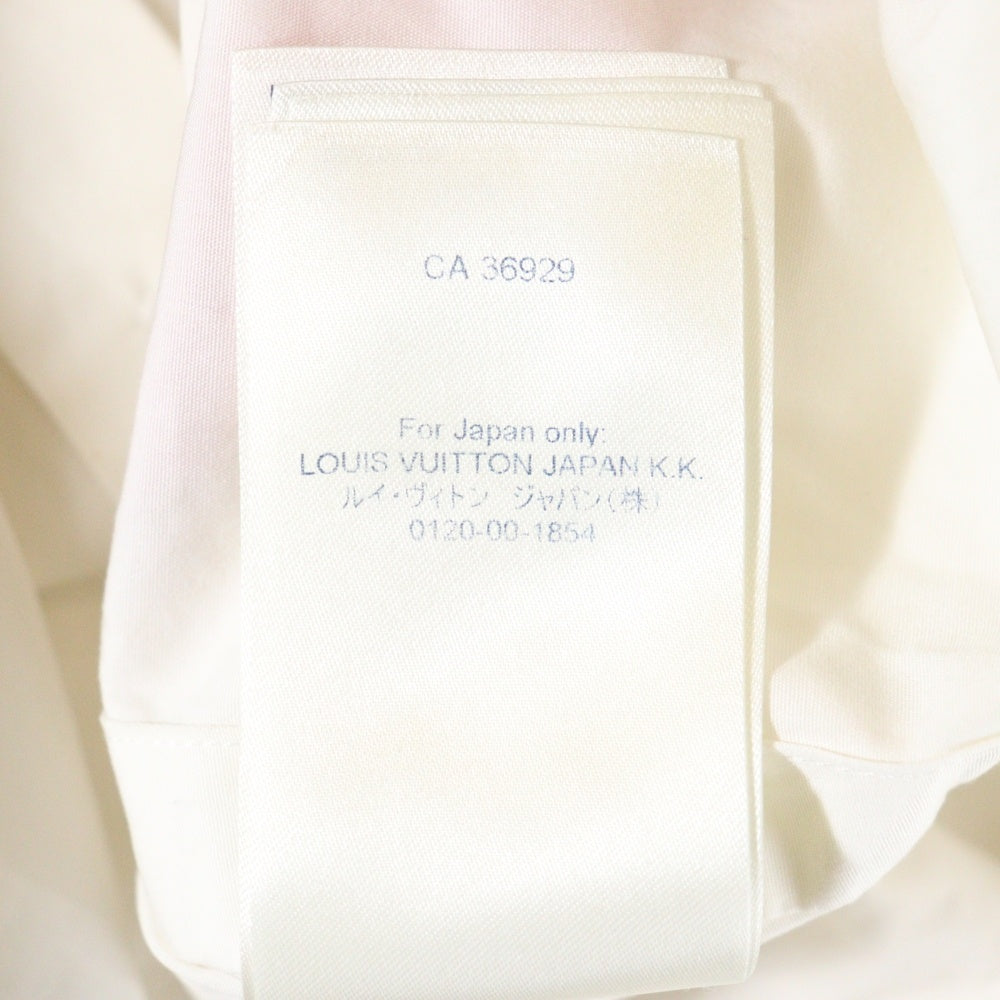 CA 36929
For Japan only:
LOUIS VUITTON JAPAN K.K.
ルイ・ヴィトン ジャパン(株)
0120-00-1854